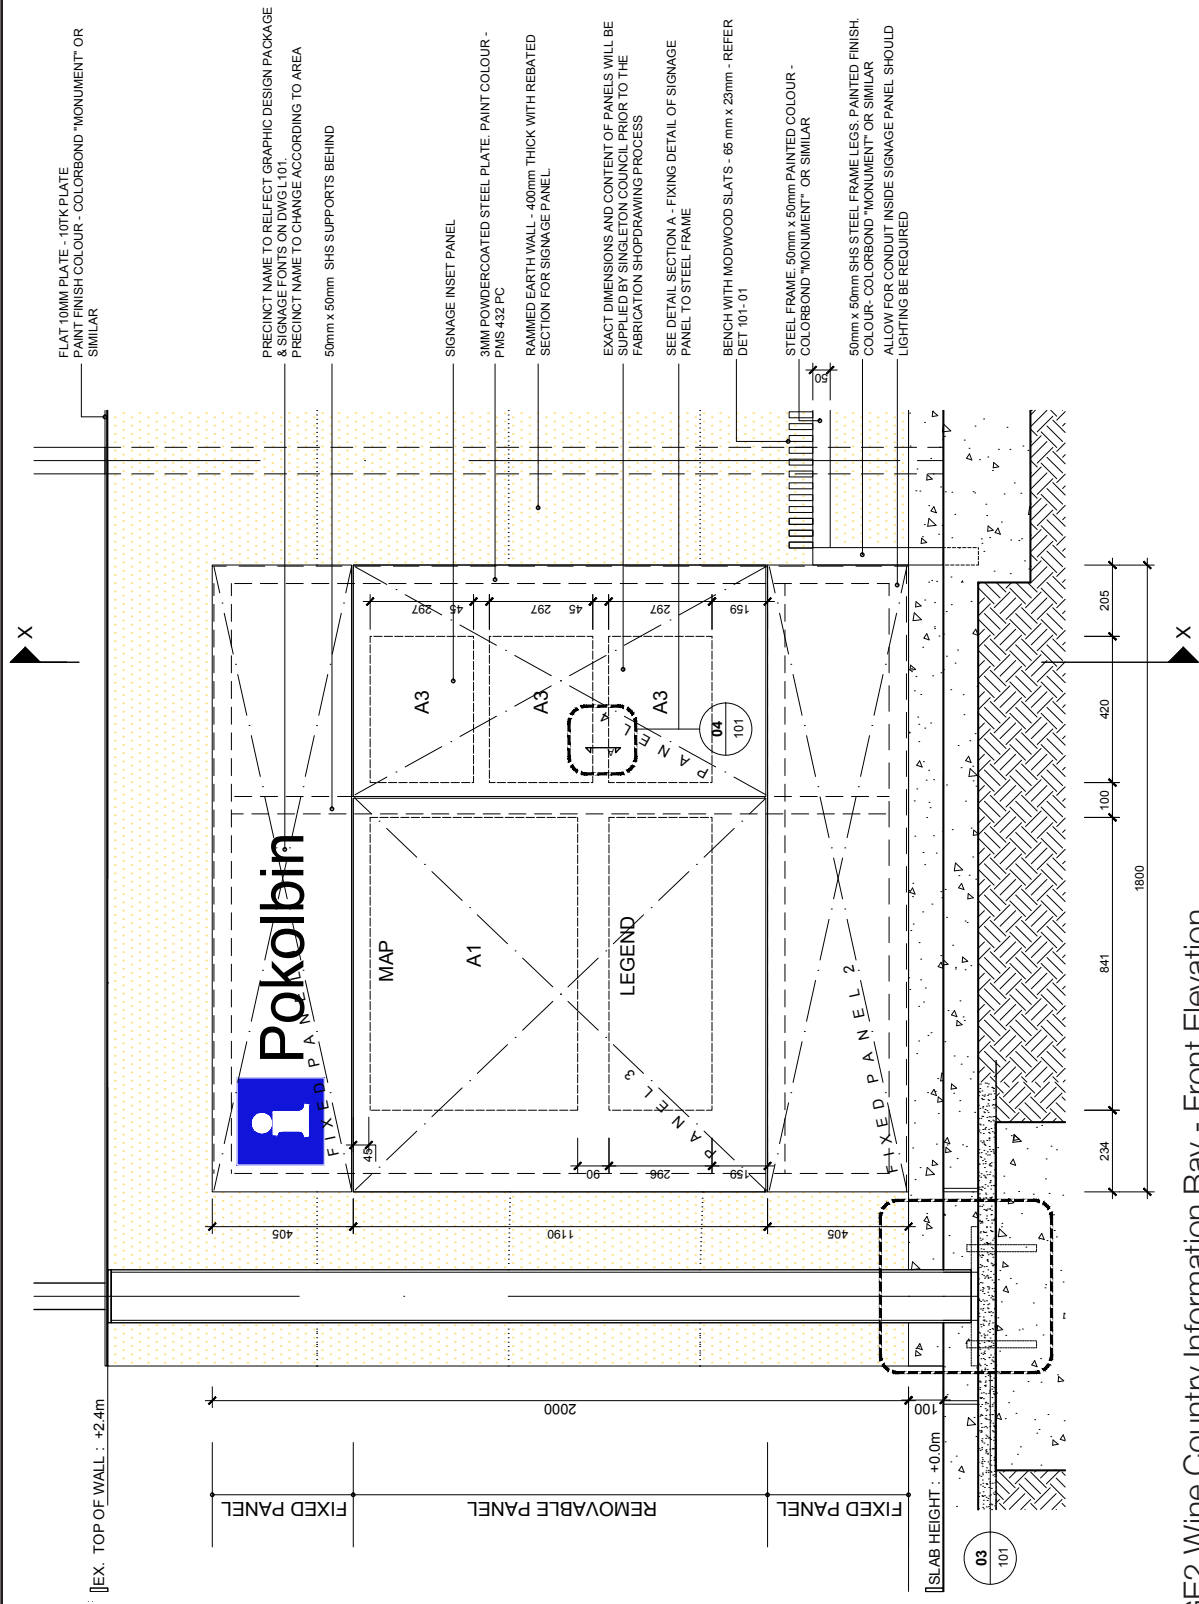 FLAT 10MM PLATE - 10TK PLATE
PAINT FINISH COLOUR - COLORBOND "MONUMENT" OR
SIMILAR
PRECINCT NAME TO RELFECT GRAPHIC DESIGN PACKAGE
& SIGNAGE FONTS ON DWG L101.
PRECINCT NAME TO CHANGE ACCORDING TO AREA
50mm x 50mm SHS SUPPORTS BEHIND
SIGNAGE INSET PANEL
3MM POWDERCOATED STEEL PLATE. PAINT COLOUR -
PMS 432 PC
RAMMED EARTH WALL - 400mm THICK WITH REBATED
SECTION FOR SIGNAGE PANEL.
EXACT DIMENSIONS AND CONTENT OF PANELS WILL BE
SUPPLIED BY SINGLETON COUNCIL PRIOR TO THE
FABRICATION SHOPDRAWING PROCESS
SEE DETAIL SECTION A - FIXING DETAIL OF SIGNAGE
PANEL TO STEEL FRAME
BENCH WITH MODWOOD SLATS - 65 mm x 23mm - REFER
DET 101- 01
STEEL FRAME. 50mm x 50mm PAINTED COLOUR -
COLORBOND "MONUMENT" OR SIMILAR
50mm x 50mm SHS STEEL FRAME LEGS. PAINTED FINISH.
COLOUR- COLORBOND "MONUMENT" OR SIMILAR
ALLOW FOR CONDUIT INSIDE SIGNAGE PANEL SHOULD
LIGHTING BE REQUIRED
50
X
X
i Pokolbin
FIXED PANEL
MAP
A1
LEGEND
PANEL 3
A3
A3
A3
PANEL 4
04
101
FIXED PANEL 2
297
45
297
45
297
159
45
90
296
159
405
1190
405
2000
100
EX. TOP OF WALL : +2.4m
FIXED PANEL
REMOVABLE PANEL
FIXED PANEL
SLAB HEIGHT : +0.0m
03
101
234
841
100
420
205
1800
Wine Country Information Bay - Front Elevation